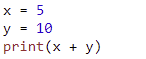 x = 5
y = 10
print(x + y)